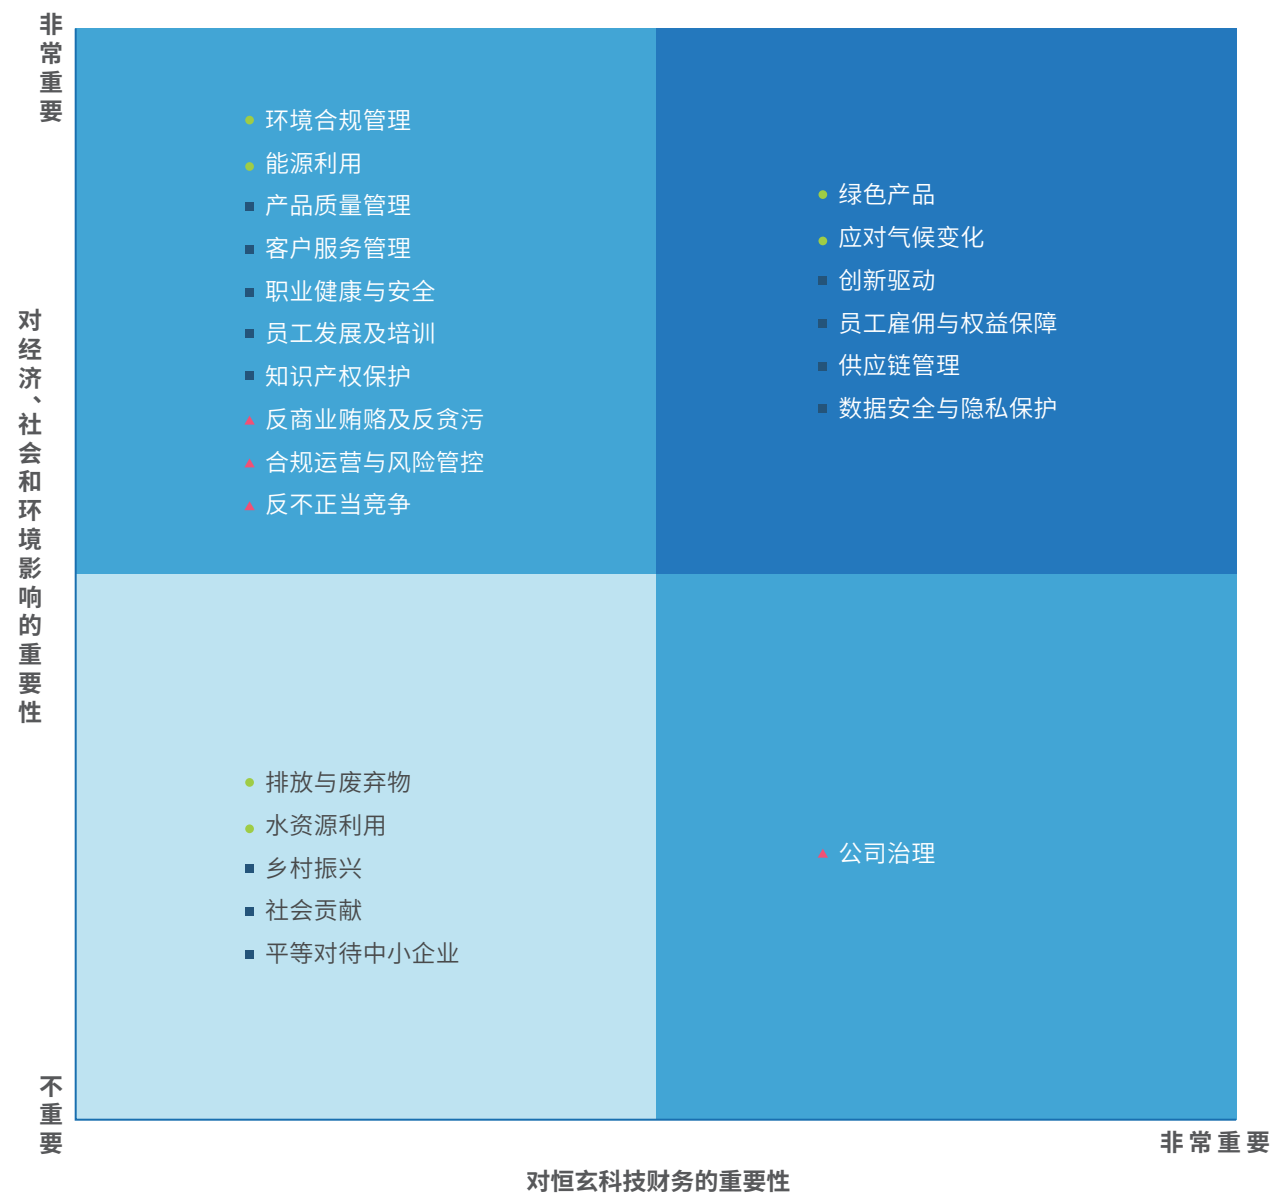 非常重要
对经济、社会和环境影响的重要性
不重要
环境合规管理
能源利用
产品质量管理
客户服务管理
职业健康与安全
员工发展及培训
知识产权保护
反商业贿赂及反贪污
合规运营与风险管控
反不正当竞争
绿色产品
应对气候变化
创新驱动
员工雇佣与权益保障
供应链管理
数据安全与隐私保护
排放与废弃物
水资源利用
乡村振兴
社会贡献
平等对待中小企业
公司治理
非常重要
对恒玄科技财务的重要性